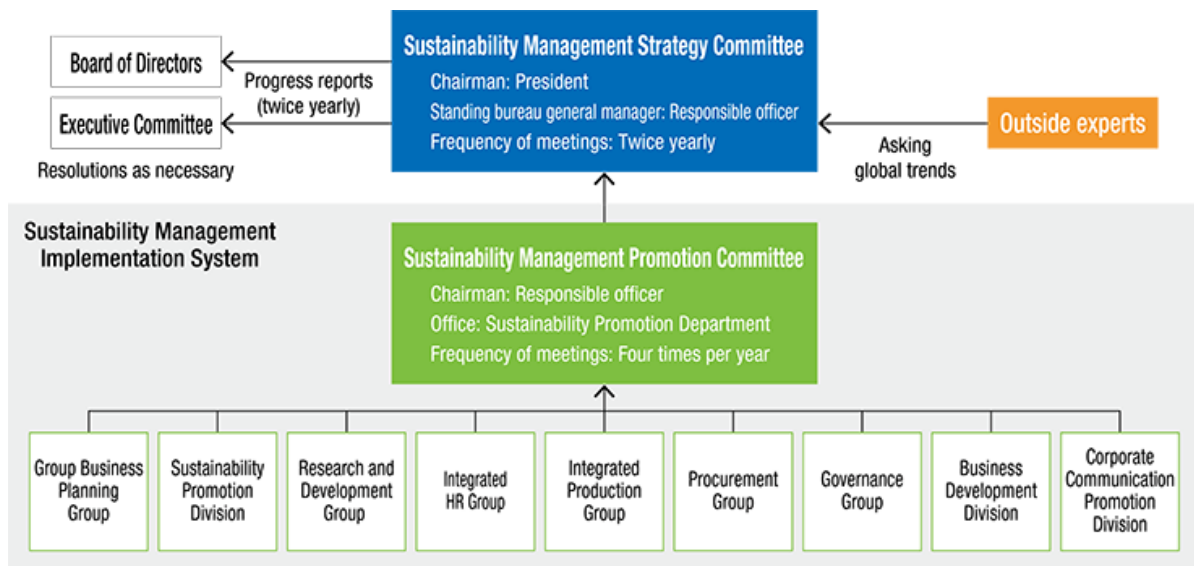 Board of Directors
Executive Committee
Resolutions as necessary
Progress reports
(twice yearly)
Sustainability Management Strategy Committee
Chairman: President
Standing bureau general manager: Responsible officer
Frequency of meetings: Twice yearly
Asking
global trends
Outside experts
Sustainability Management
Implementation System
Sustainability Management Promotion Committee
Chairman: Responsible officer
Office: Sustainability Promotion Department
Frequency of meetings: Four times per year
Group Business
Planning
Group
Sustainability
Promotion
Division
Research and
Development
Group
Integrated
HR Group
Integrated
Production
Group
Procurement
Group
Governance
Group
Business
Development
Division
Corporate
Communication
Promotion
Division